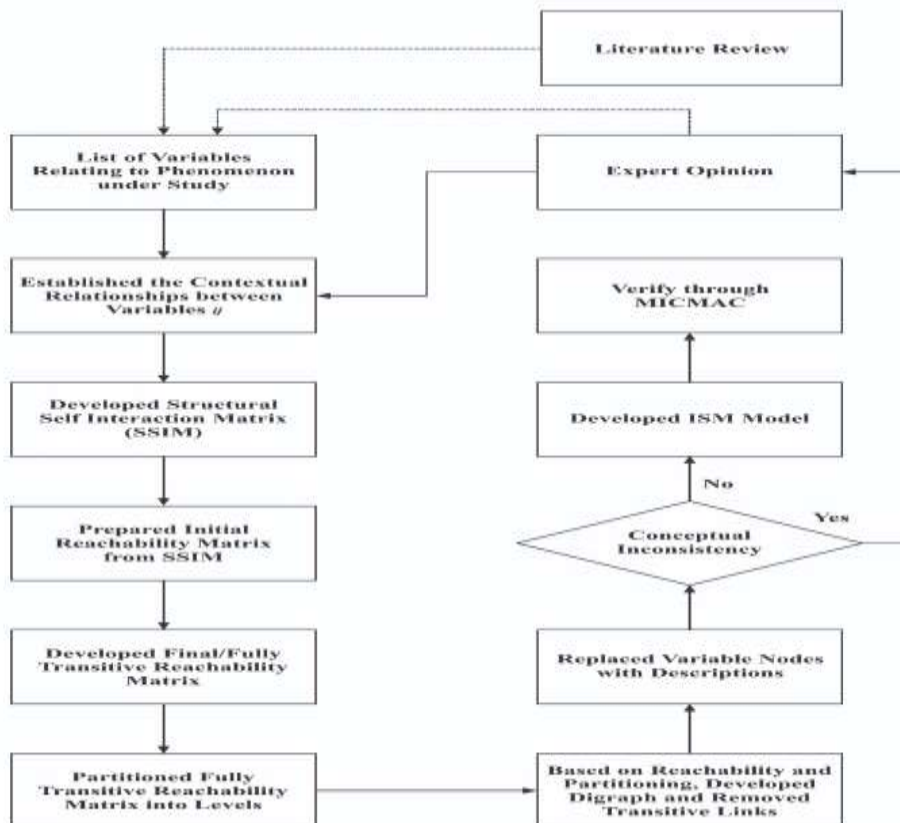 Literature Review
List of Variables
Relating to Phenomenon
under Study
Expert Opinion
Established the Contextual
Relationships between
Variables ij
Verify through
MICMAC
Developed Structural
Self Interaction Matrix
(SSIM)
Developed ISM Model
No
Yes
Prepared Initial
Reachability Matrix
from SSIM
Conceptual
Inconsistency
Developed Final/Fully
Transitive Reachability
Matrix
Replaced Variable Nodes
with Descriptions
Partitioned Fully
Transitive Reachability
Matrix into Levels
Based on Reachability and
Partitioning, Developed
Digraph and Removed
Transitive Links